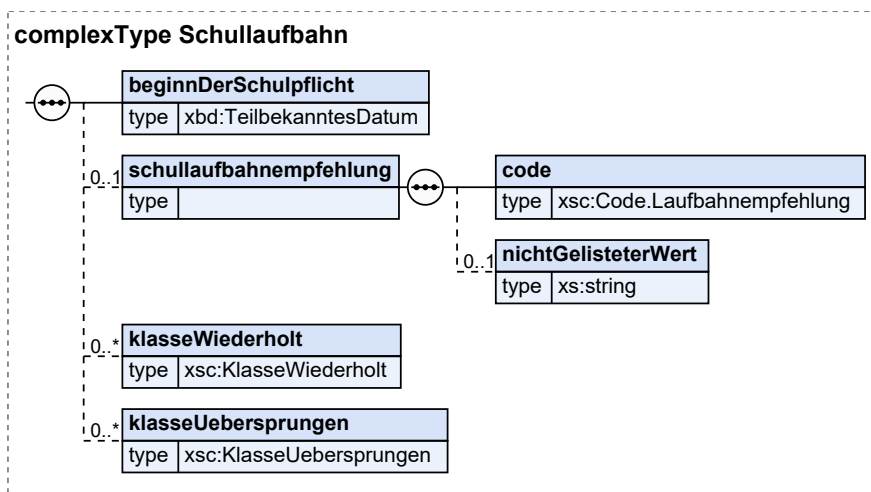 complexType Schullaufbahn
beginnDerSchulpflicht
type xbd:TeilbekanntesDatum
0..1 schullaufbahnempfehlung
type
code
type xsc:Code.Laufbahnempfehlung
0..1 nichtGelisteterWert
type xs:string
0..* klasseWiederholt
type xsc:KlasseWiederholt
0..* klasseUebersprungen
type xsc:KlasseUebersprungen